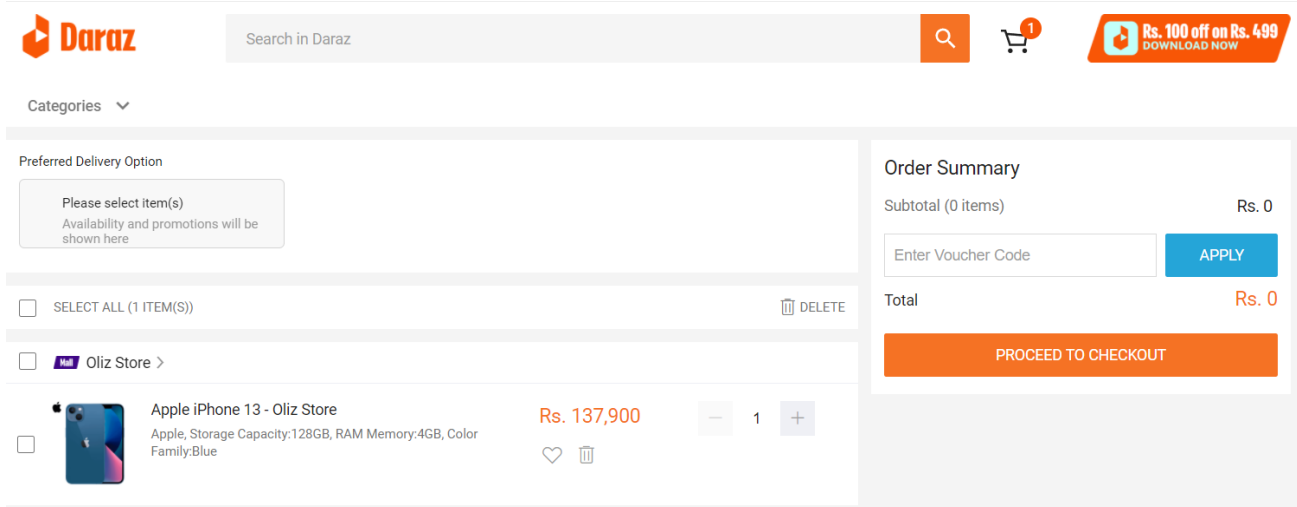 Daraz
Search in Daraz
1
Rs. 100 off on Rs. 499
DOWNLOAD NOW
Categories
Preferred Delivery Option
Please select item(s)
Availability and promotions will be
shown here
SELECT ALL (1 ITEM(S))
DELETE
Mall Oliz Store >
Apple iPhone 13 - Oliz Store
Apple, Storage Capacity:128GB, RAM Memory:4GB, Color
Family:Blue
Rs. 137,900
− 1 +
Order Summary
Subtotal (0 items) Rs. 0
Enter Voucher Code APPLY
Total Rs. 0
PROCEED TO CHECKOUT